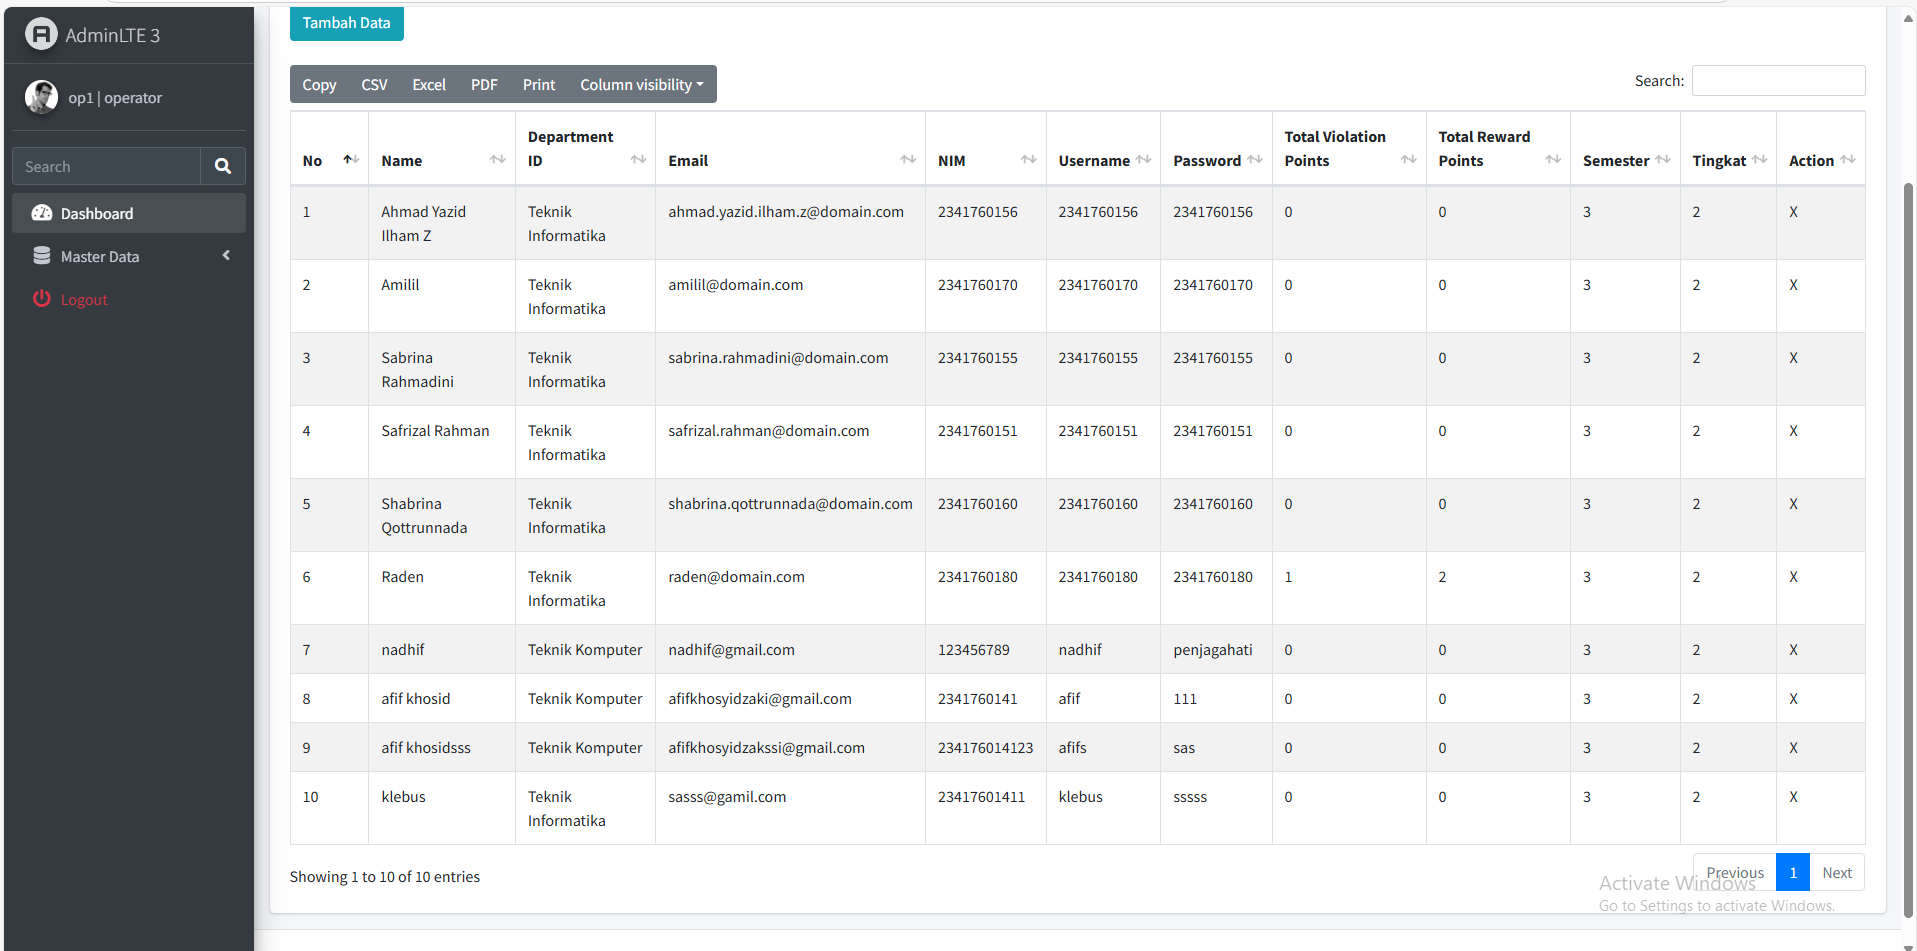 AdminLTE 3
op1 | operator
Search
Dashboard
Master Data
Logout
Tambah Data
Copy CSV Excel PDF Print Column visibility
Search:
No Name Department ID Email NIM Username Password Total Violation Points Total Reward Points Semester Tingkat Action
1 Ahmad Yazid Ilham Z Teknik Informatika ahmad.yazid.ilham.z@domain.com 2341760156 2341760156 2341760156 0 0 3 2 X
2 Amilil Teknik Informatika amilil@domain.com 2341760170 2341760170 2341760170 0 0 3 2 X
3 Sabrina Rahmadini Teknik Informatika sabrina.rahmadini@domain.com 2341760155 2341760155 2341760155 0 0 3 2 X
4 Safrizal Rahman Teknik Informatika safrizal.rahman@domain.com 2341760151 2341760151 2341760151 0 0 3 2 X
5 Shabrina Qottrunnada Teknik Informatika shabrina.qottrunnada@domain.com 2341760160 2341760160 2341760160 0 0 3 2 X
6 Raden Teknik Informatika raden@domain.com 2341760180 2341760180 2341760180 1 2 3 2 X
7 nadhif Teknik Komputer nadhif@gmail.com 123456789 nadhif penjagahati 0 0 3 2 X
8 afif khosid Teknik Komputer afifkhosyidzaki@gmail.com 2341760141 afif 111 0 0 3 2 X
9 afif khosidsss Teknik Komputer afifkhosyidzakssi@gmail.com 234176014123 afifs sas 0 0 3 2 X
10 klebus Teknik Informatika sasss@gamil.com 23417601411 klebus sssss 0 0 3 2 X
Showing 1 to 10 of 10 entries
Previous 1 Next
Activate Windows
Go to Settings to activate Windows.